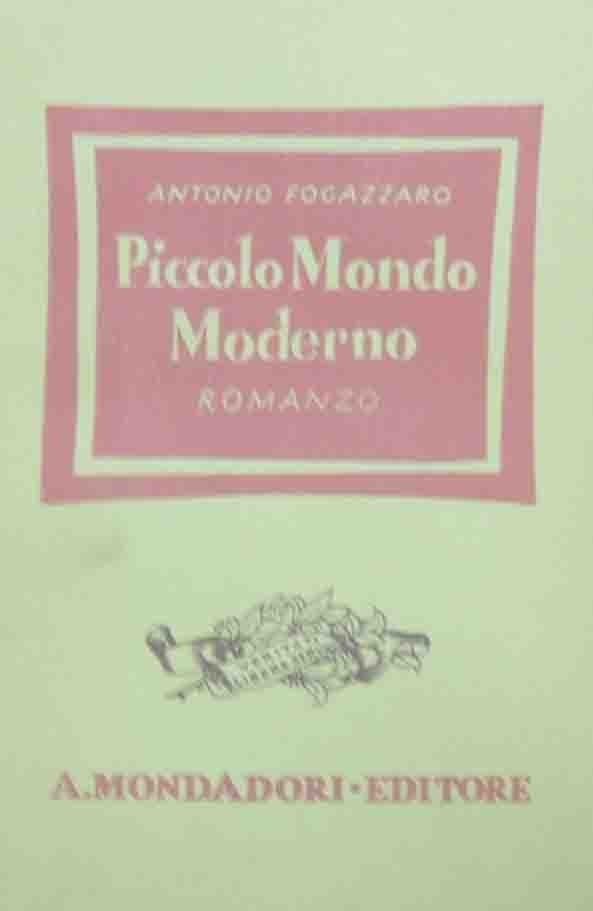 ANTONIO FOGAZZARO
Piccolo Mondo
Moderno
ROMANZO
A. MONDADORI · EDITORE